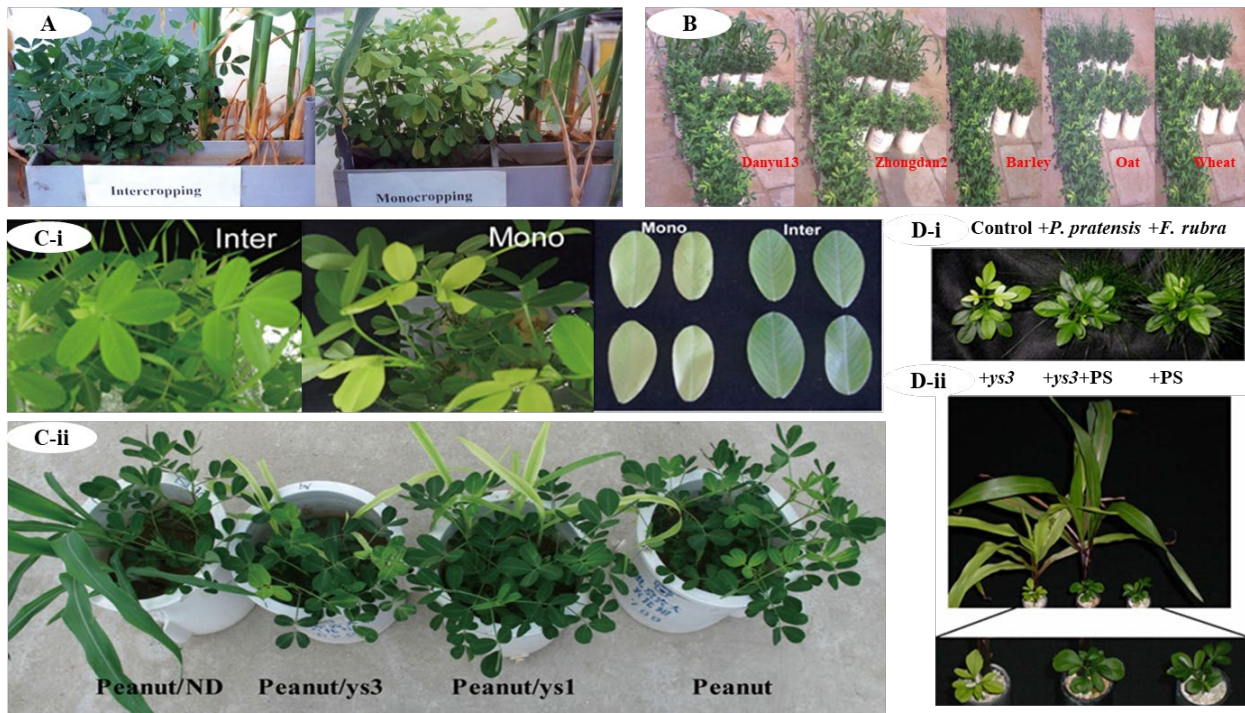 A
Intercropping
Monocropping
B
Danyu13
Zhongdan2
Barley
Oat
Wheat
C-i
Inter
Mono
Mono
Inter
D-i
Control +P. pratensis +F. rubra
D-ii
+ys3
+ys3+PS
+PS
C-ii
Peanut/ND
Peanut/ys3
Peanut/ys1
Peanut